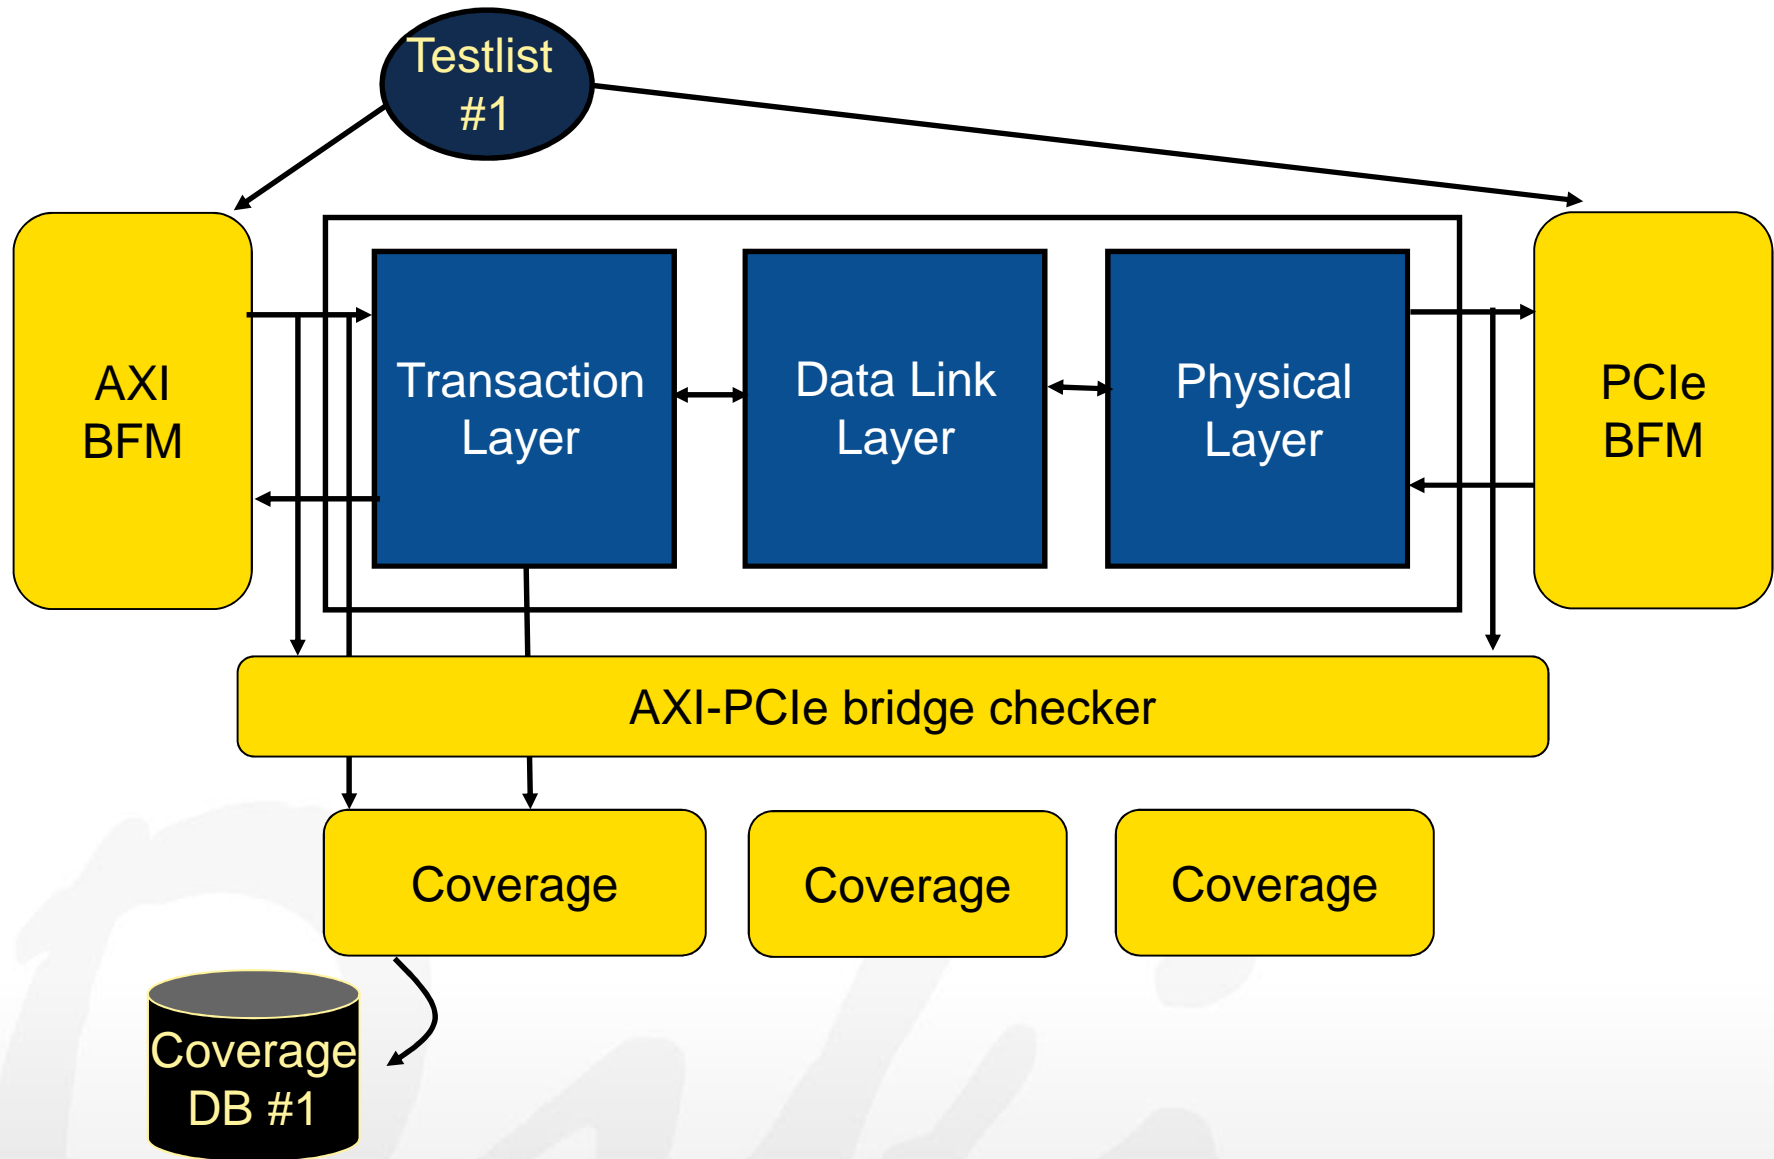 Testlist
#1
AXI
BFM
Transaction
Layer
Data Link
Layer
Physical
Layer
PCIe
BFM
AXI-PCIe bridge checker
Coverage
Coverage
Coverage
Coverage
DB #1